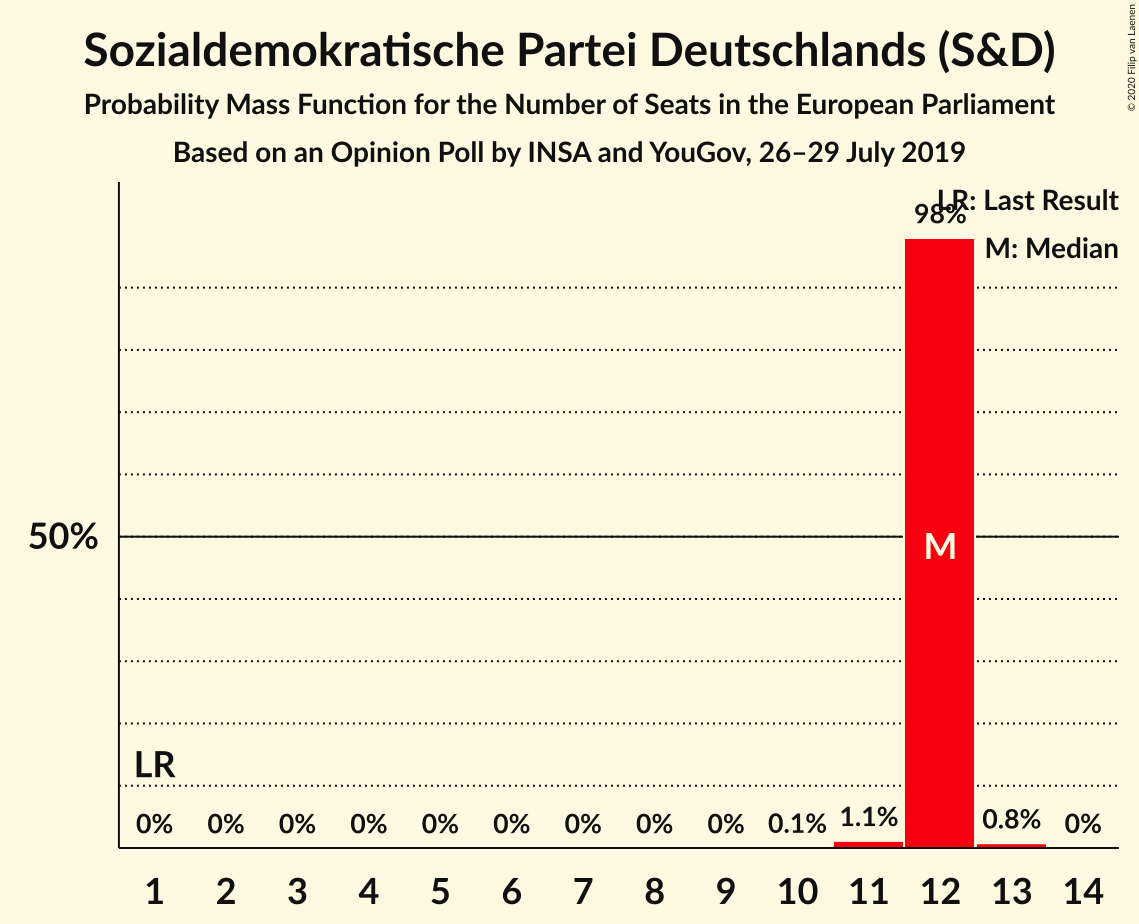 Sozialdemokratische Partei Deutschlands (S&D)
Probability Mass Function for the Number of Seats in the European Parliament
Based on an Opinion Poll by INSA and YouGov, 26–29 July 2019
© 2020 Filip van Laenen
LR: Last Result
M: Median
98%
50%
M
LR
0% 0% 0% 0% 0% 0% 0% 0% 0% 0.1% 1.1% 0.8% 0%
1 2 3 4 5 6 7 8 9 10 11 12 13 14